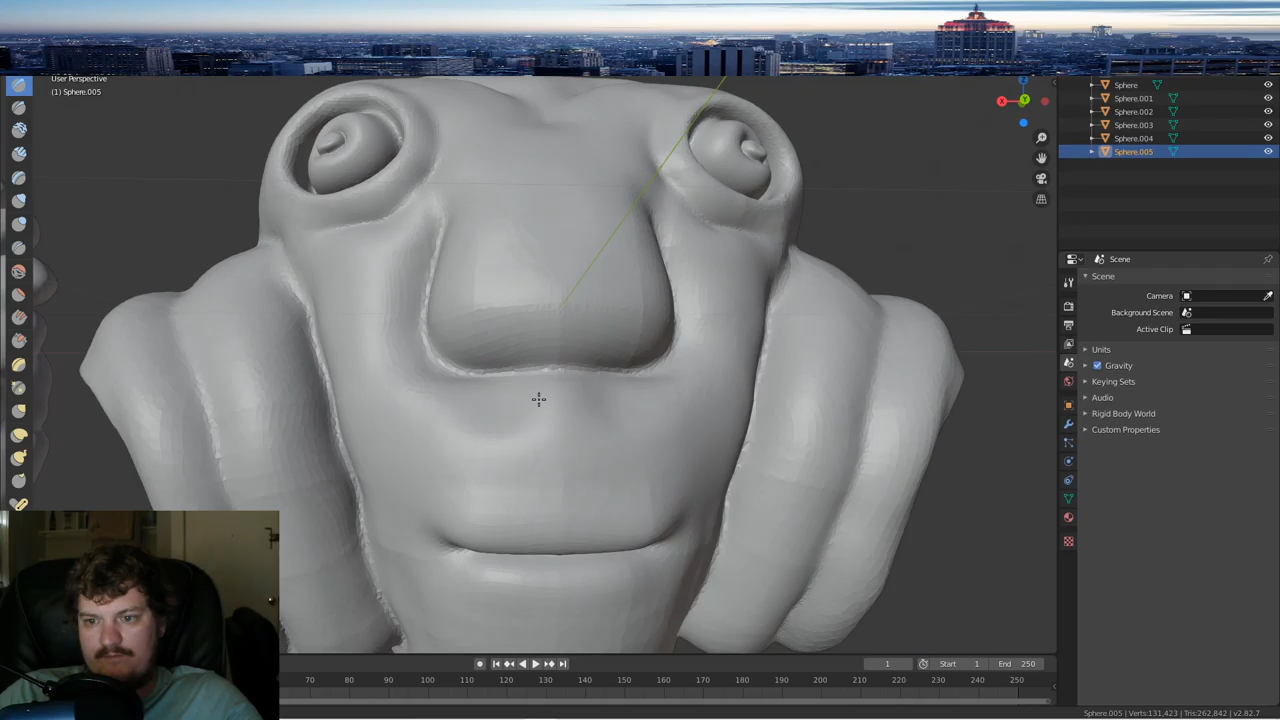 User Perspective
(1) Sphere.005
X
Y
Z
Sphere
Sphere.001
Sphere.002
Sphere.003
Sphere.004
Sphere.005
Scene
Scene
Camera
Background Scene
Active Clip
Units
Gravity
Keying Sets
Audio
Rigid Body World
Custom Properties
1
Start 1
End 250
70 80 90 100 110 120 130 140 150 160 170 180 190 200 210 220 230 240 250
Sphere.005 | Verts:131,423 | Tris:262,842 | v2.82.7